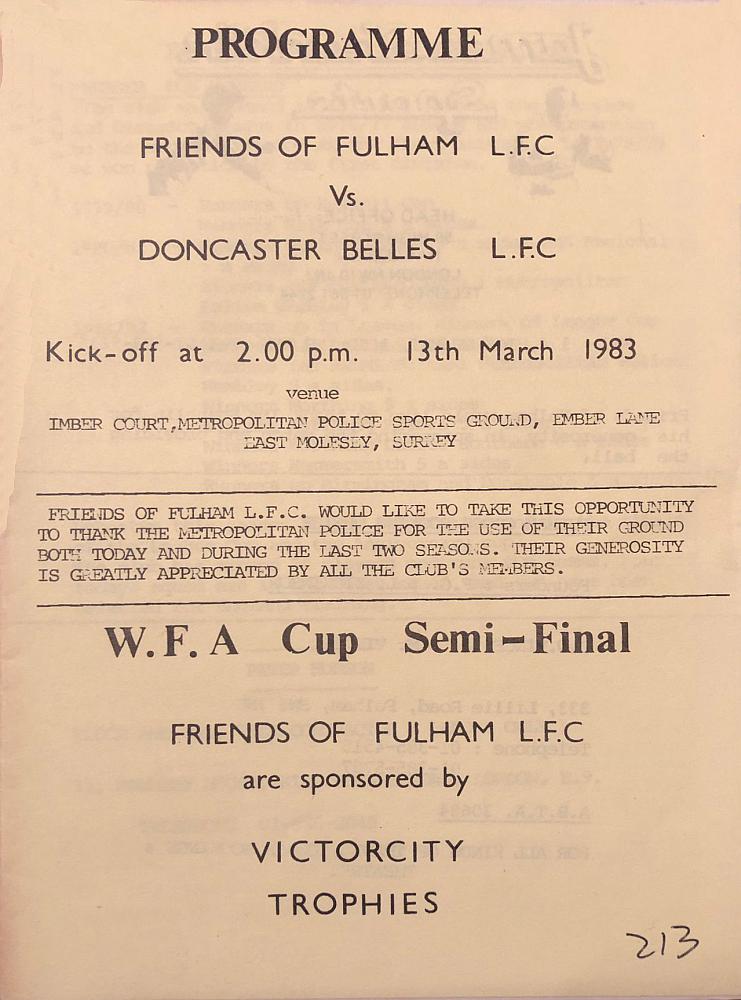 PROGRAMME
FRIENDS OF FULHAM L.F.C
Vs.
DONCASTER BELLES L.F.C
Kick-off at 2.00 p.m. 13th March 1983
venue
IMBER COURT,METROPOLITAN POLICE SPORTS GROUND, EMBER LANE
EAST MOLESEY, SURREY
FRIENDS OF FULHAM L.F.C. WOULD LIKE TO TAKE THIS OPPORTUNITY
TO THANK THE METROPOLITAN POLICE FOR THE USE OF THEIR GROUND
BOTH TODAY AND DURING THE LAST TWO SEASONS. THEIR GENEROSITY
IS GREATLY APPRECIATED BY ALL THE CLUB'S MEMBERS.
W.F.A Cup Semi-Final
FRIENDS OF FULHAM L.F.C
are sponsored by
VICTORCITY
TROPHIES
213